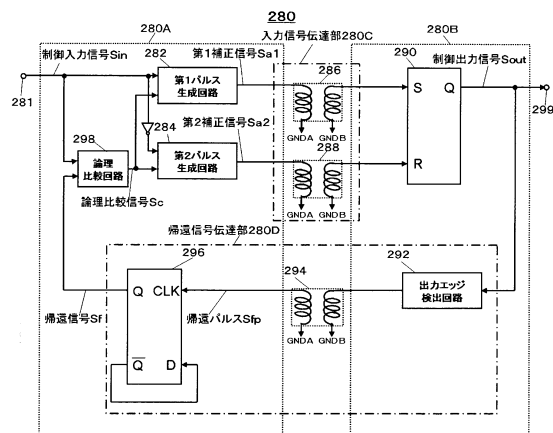 280
280A
入力信号伝達部280C
280B
制御入力信号Sin
282
第1補正信号Sa1
286
290
制御出力信号Sout
281
第1パルス
生成回路
S Q
299
GNDA GNDB
298
284
第2補正信号Sa2
288
論理
比較回路
第2パルス
生成回路
R
論理比較信号Sc
GNDA GNDB
帰還信号伝達部280D
296
294
292
Q CLK
出力エッジ
検出回路
帰還信号Sf
帰還パルスSfp
GNDA GNDB
Q D